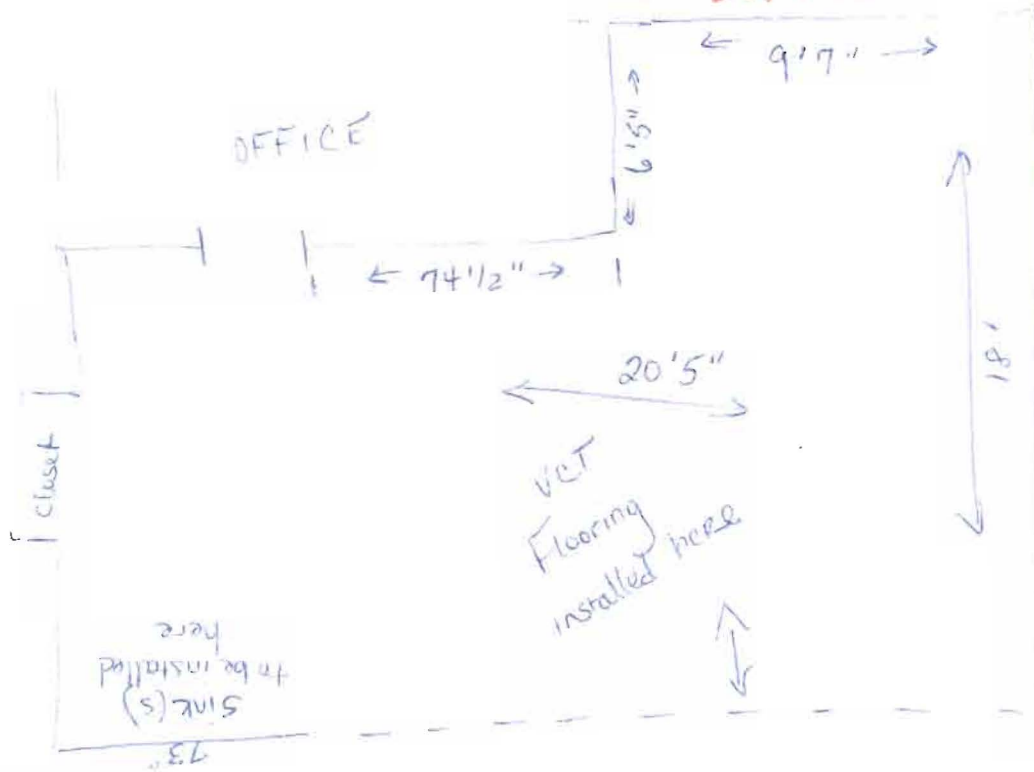 9'7"
6'5"
OFFICE
74 1/2"
20'5"
18'
Closet
VCT
Flooring
installed here
Sink(s)
to be installed
here
73"